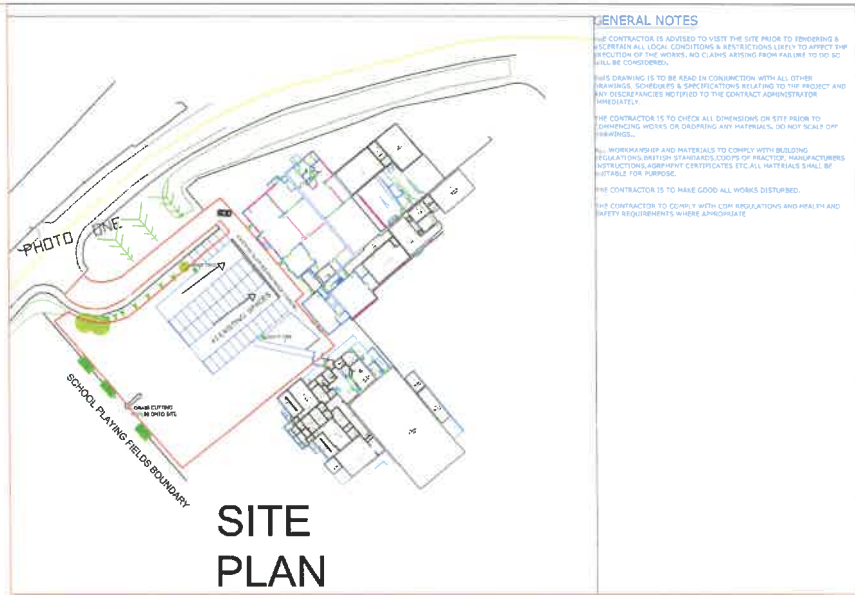 GENERAL NOTES
THE CONTRACTOR IS ADVISED TO VISIT THE SITE PRIOR TO TENDERING &
ASCERTAIN ALL LOCAL CONDITIONS & RESTRICTIONS LIKELY TO AFFECT THE
EXECUTION OF THE WORKS. NO CLAIMS ARISING FROM FAILURE TO DO SO
WILL BE CONSIDERED.
THIS DRAWING IS TO BE READ IN CONJUNCTION WITH ALL OTHER
DRAWINGS, SCHEDULES & SPECIFICATIONS RELATING TO THE PROJECT AND
ANY DISCREPANCIES NOTIFIED TO THE CONTRACT ADMINISTRATOR
IMMEDIATELY.
THE CONTRACTOR IS TO CHECK ALL DIMENSIONS ON SITE PRIOR TO
COMMENCING WORKS OR ORDERING ANY MATERIALS. DO NOT SCALE OFF
DRAWINGS..
ALL WORKMANSHIP AND MATERIALS TO COMPLY WITH BUILDING
REGULATIONS,BRITISH STANDARDS,CODES OF PRACTICE, MANUFACTURERS
INSTRUCTIONS,AGREMENT CERTIFICATES ETC.ALL MATERIALS SHALL BE
SUITABLE FOR PURPOSE.
THE CONTRACTOR IS TO MAKE GOOD ALL WORKS DISTURBED.
THE CONTRACTOR TO COMPLY WITH CDM REGULATIONS AND HEALTH AND
SAFETY REQUIREMENTS WHERE APPROPRIATE
PHOTO ONE
EXISTING SPACES
GRASS CUTTING
ONTO SITE
SCHOOL PLAYING FIELDS BOUNDARY
SITE
PLAN